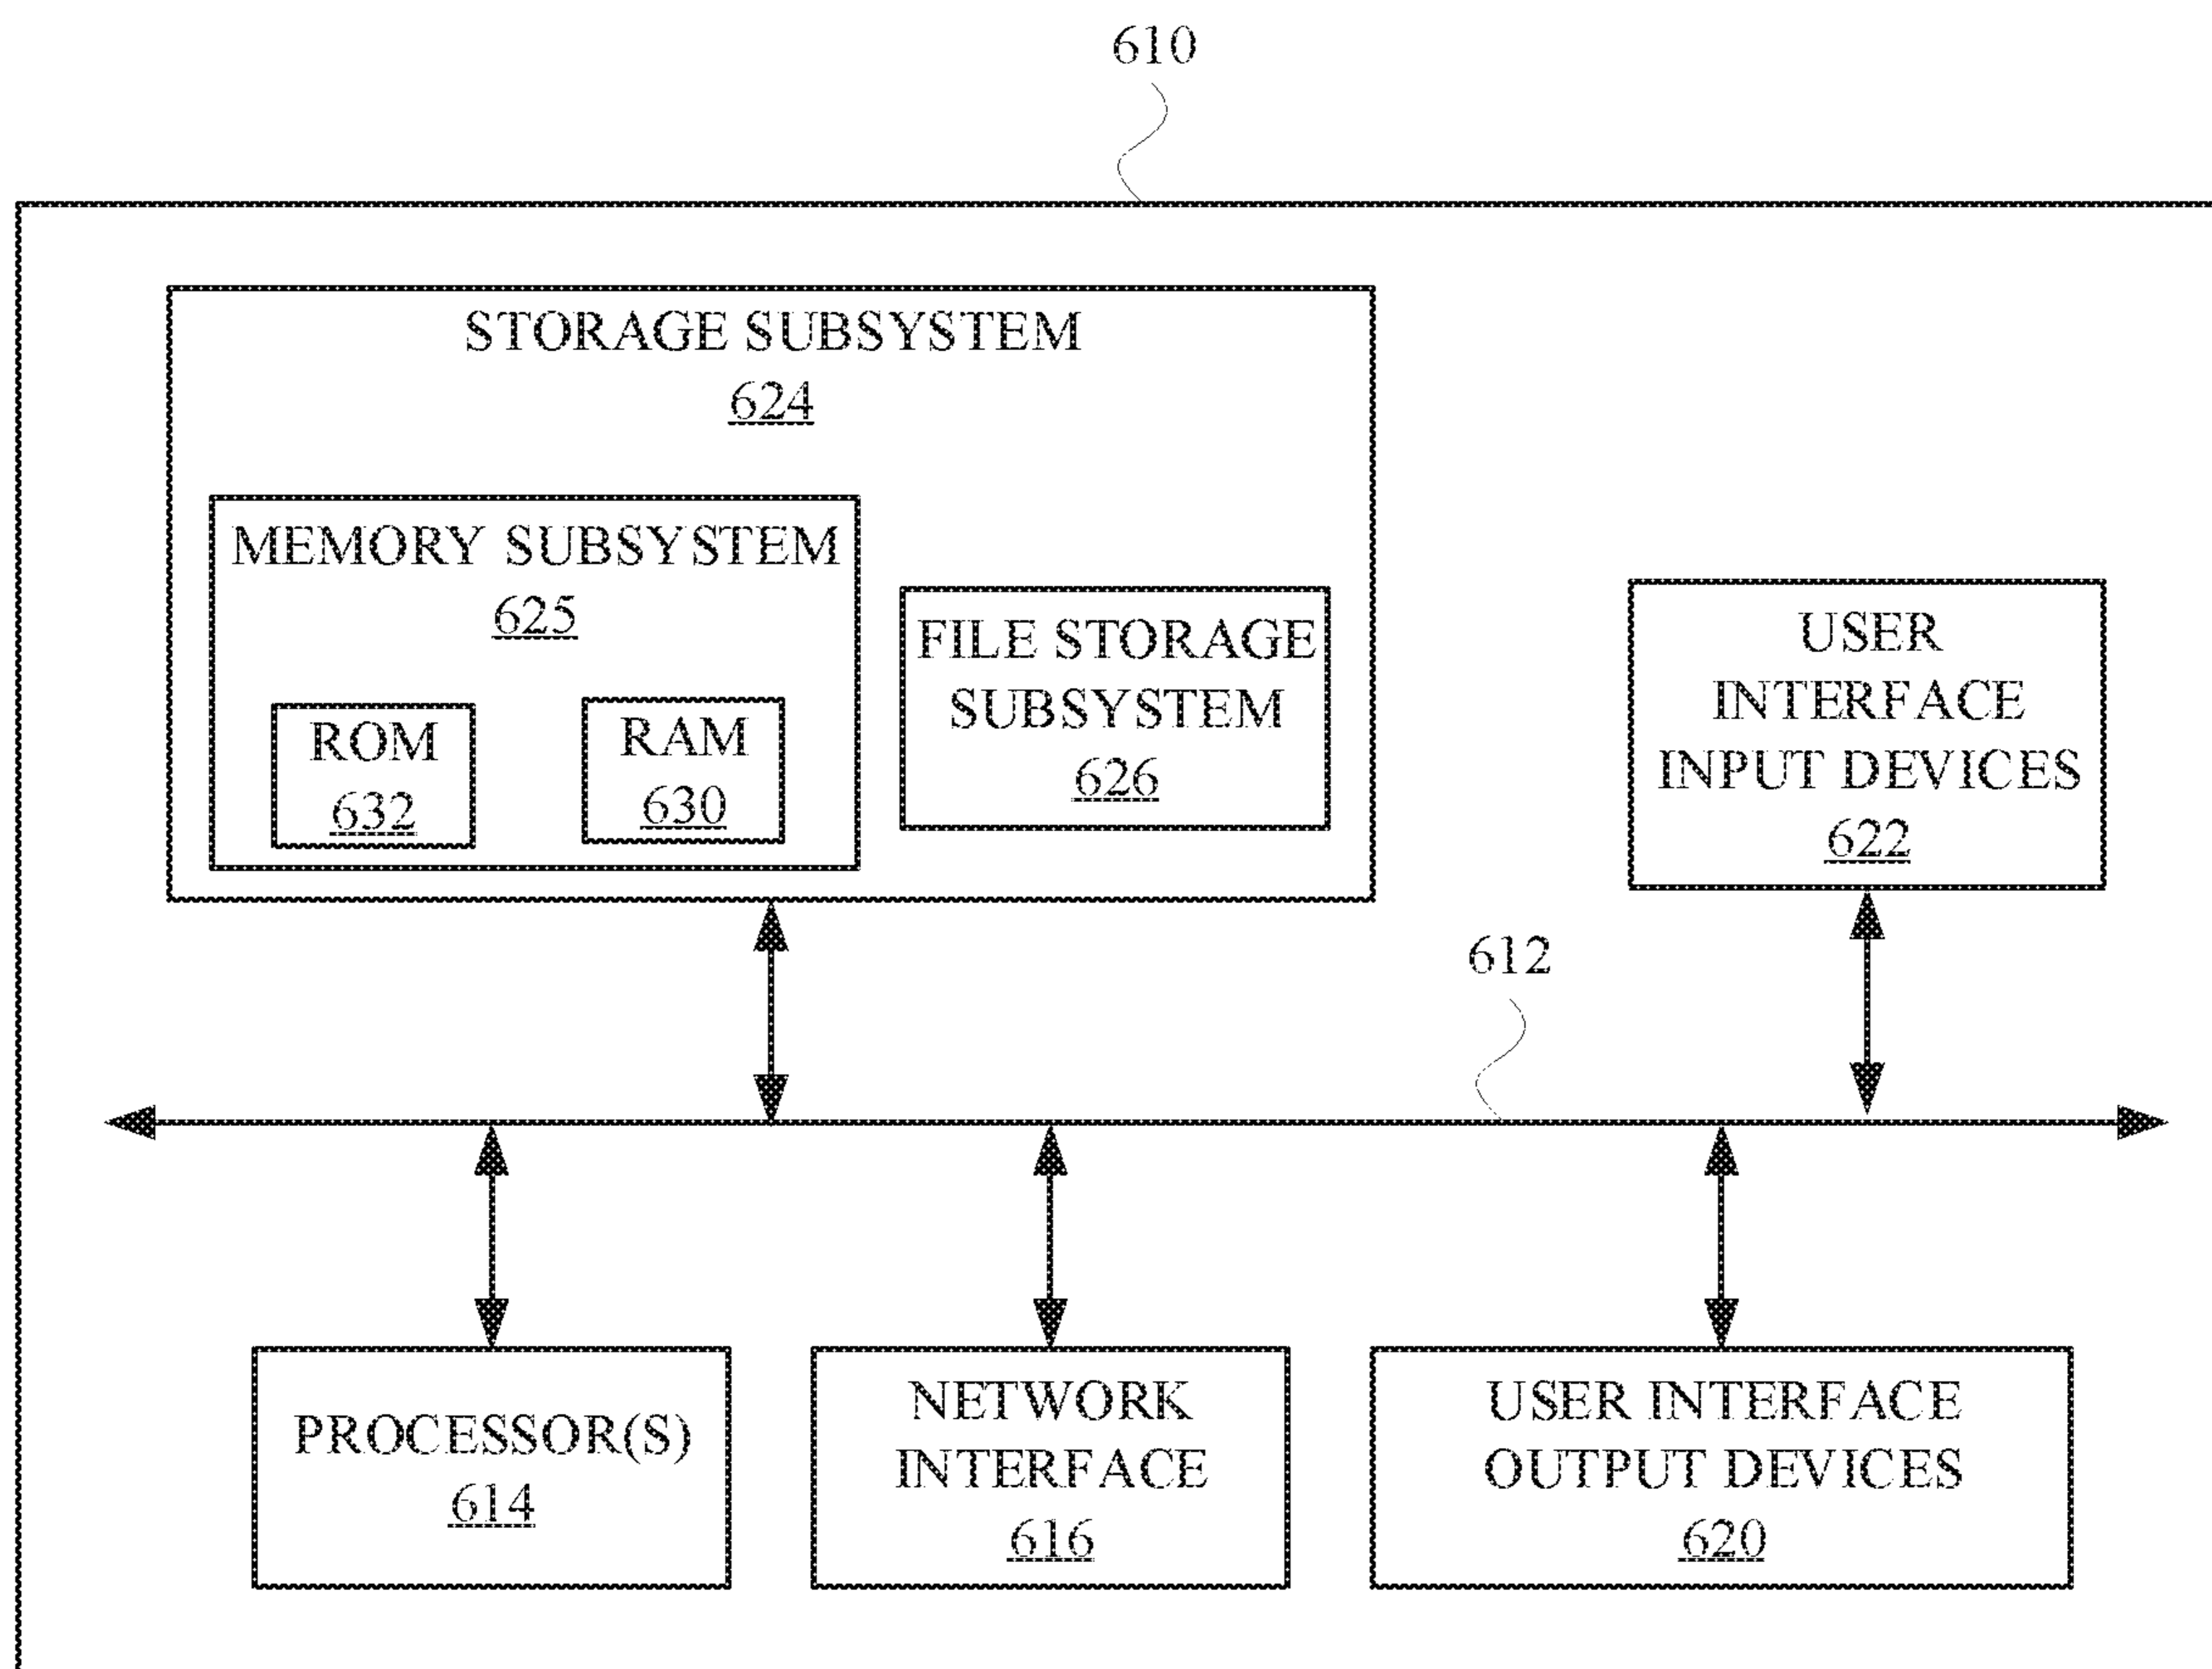 610
STORAGE SUBSYSTEM
624
MEMORY SUBSYSTEM
625
ROM
632
RAM
630
FILE STORAGE
SUBSYSTEM
626
USER
INTERFACE
INPUT DEVICES
622
612
PROCESSOR(S)
614
NETWORK
INTERFACE
616
USER INTERFACE
OUTPUT DEVICES
620